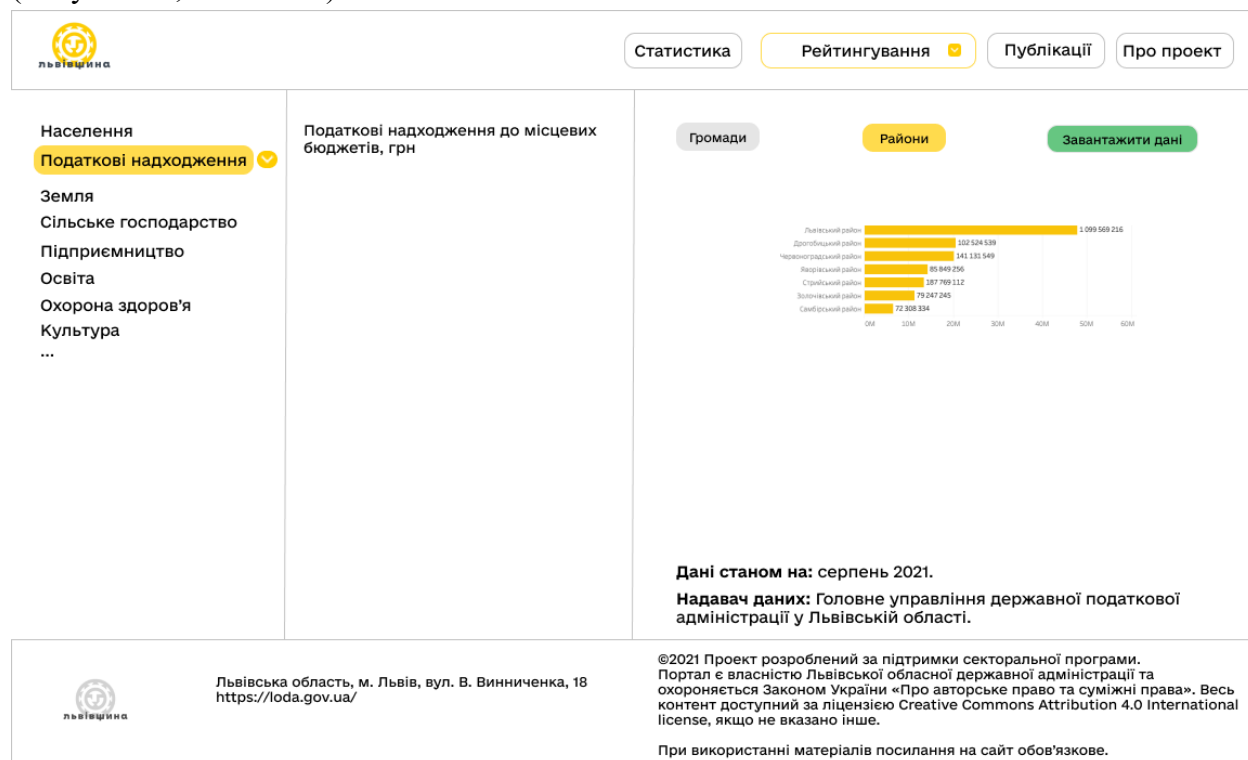 львівщина
Статистика
Рейтингування
Публікації
Про проект
Населення
Податкові надходження
Земля
Сільське господарство
Підприємництво
Освіта
Охорона здоров’я
Культура
...
Податкові надходження до місцевих
бюджетів, грн
Громади
Райони
Завантажити дані
Львівський район 1 099 569 216
Дрогобицький район 102 524 539
Червоноградський район 141 131 549
Яворівський район 85 849 256
Стрийський район 187 769 112
Золочівський район 79 247 245
Самбірський район 72 308 334
0M 10M 20M 30M 40M 50M 60M
Дані станом на: серпень 2021.
Надавач даних: Головне управління державної податкової
адміністрації у Львівській області.
львівщина
Львівська область, м. Львів, вул. В. Винниченка, 18
https://loda.gov.ua/
©2021 Проект розроблений за підтримки секторальної програми.
Портал є власністю Львівської обласної державної адміністрації та
охороняється Законом України «Про авторське право та суміжні права». Весь
контент доступний за ліцензією Creative Commons Attribution 4.0 International
license, якщо не вказано інше.
При використанні матеріалів посилання на сайт обов'язкове.